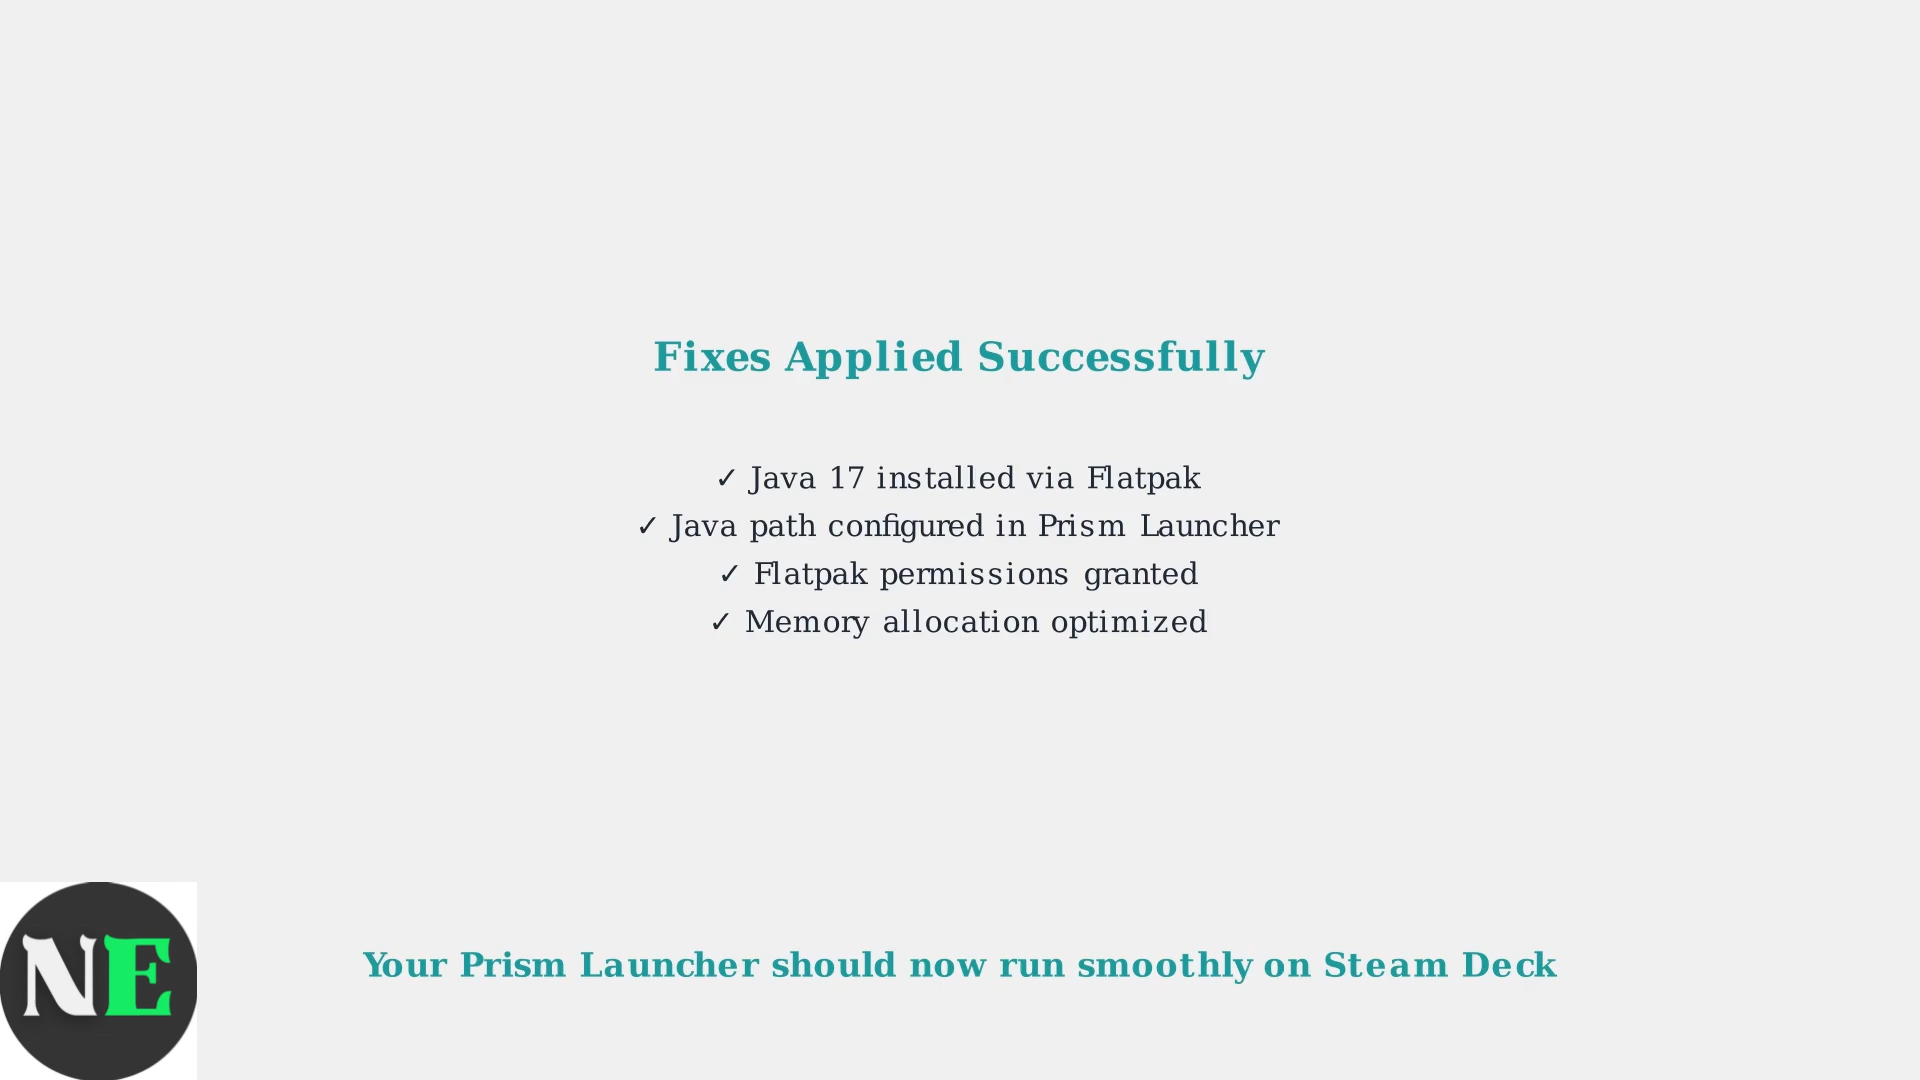 Fixes Applied Successfully
✓ Java 17 installed via Flatpak
✓ Java path configured in Prism Launcher
✓ Flatpak permissions granted
✓ Memory allocation optimized
NE
Your Prism Launcher should now run smoothly on Steam Deck